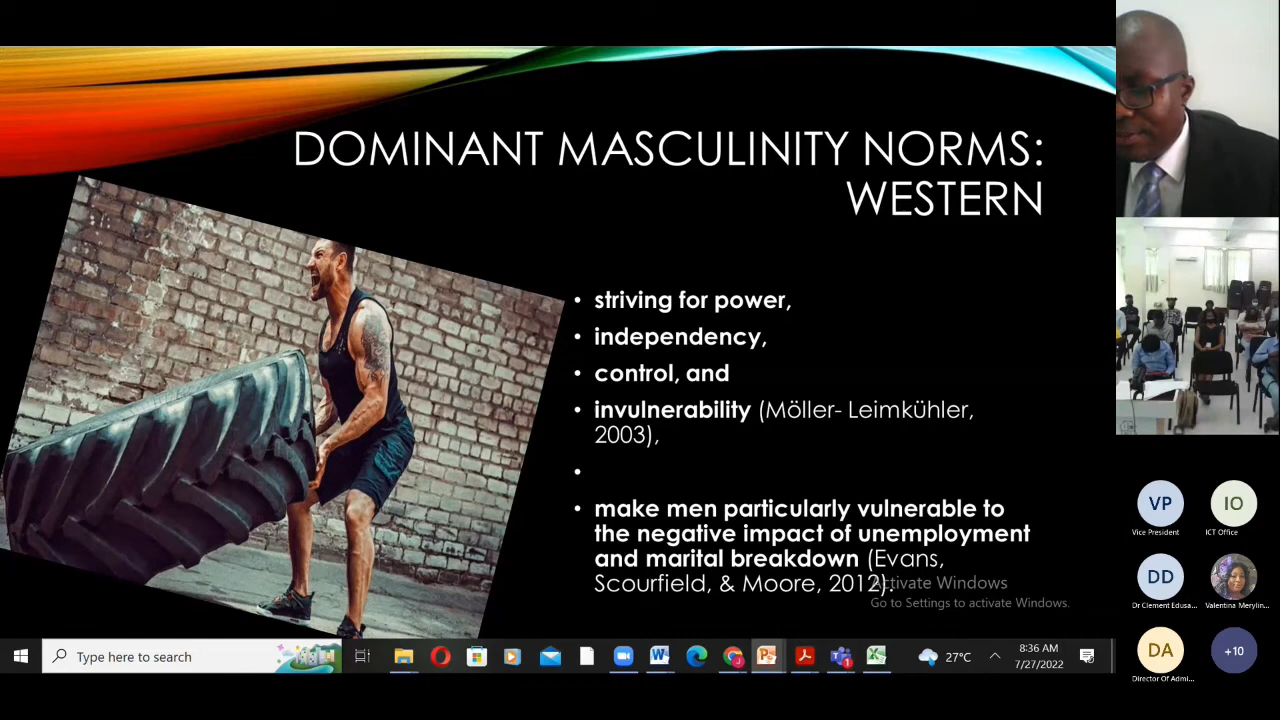 DOMINANT MASCULINITY NORMS:
WESTERN
• striving for power,
• independency,
• control, and
• invulnerability (Möller- Leimkühler,
2003),
•
• make men particularly vulnerable to
the negative impact of unemployment
and marital breakdown (Evans,
Scourfield, & Moore, 2012).
Activate Windows
Go to Settings to activate Windows.
Type here to search
27°C
8:36 AM
7/27/2022
VP
Vice President
IO
ICT Office
DD
Dr Clement Edusa...
Valentina Merylin...
DA
Director Of Admi...
+10